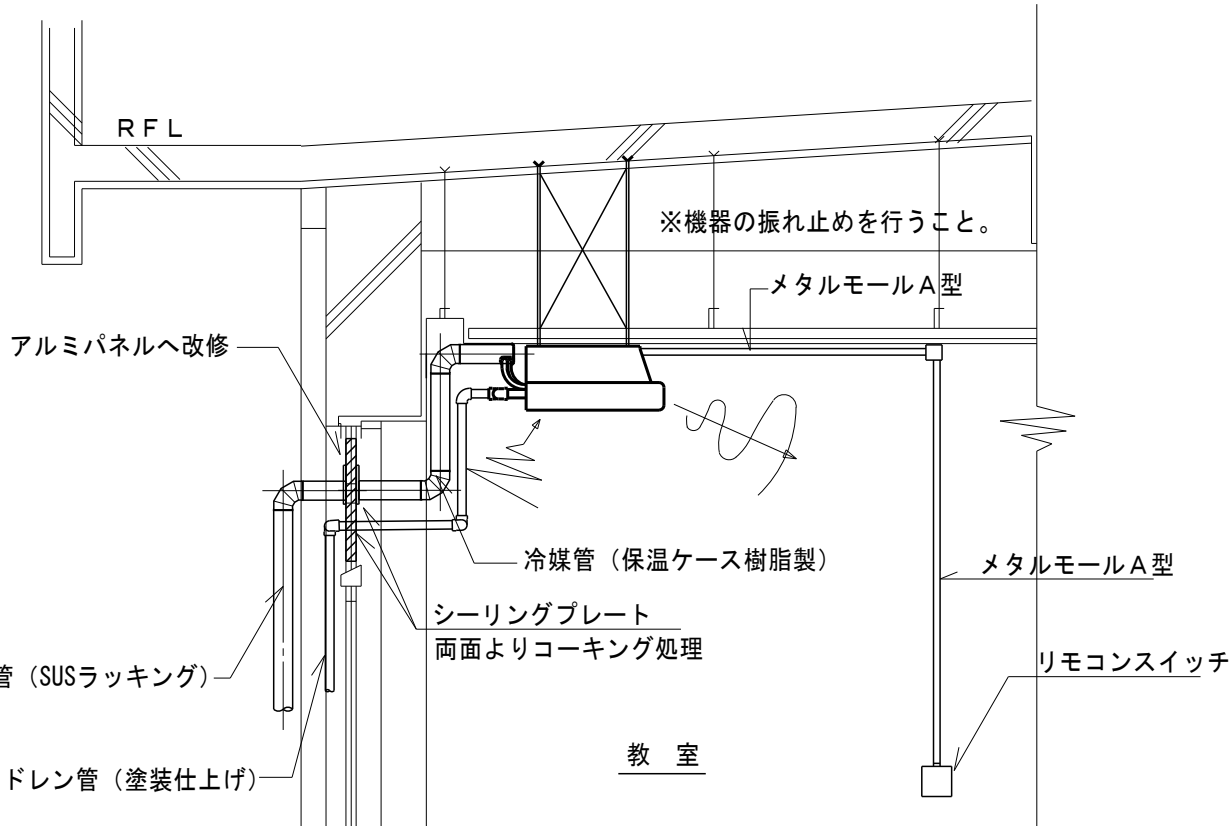 ＲＦＬ
※機器の振れ止めを行うこと。
メタルモールＡ型
アルミパネルへ改修
冷媒管（保温ケース樹脂製）
メタルモールＡ型
シーリングプレート
両面よりコーキング処理
管（SUSラッキング）
リモコンスイッチ
教　室
ドレン管（塗装仕上げ）